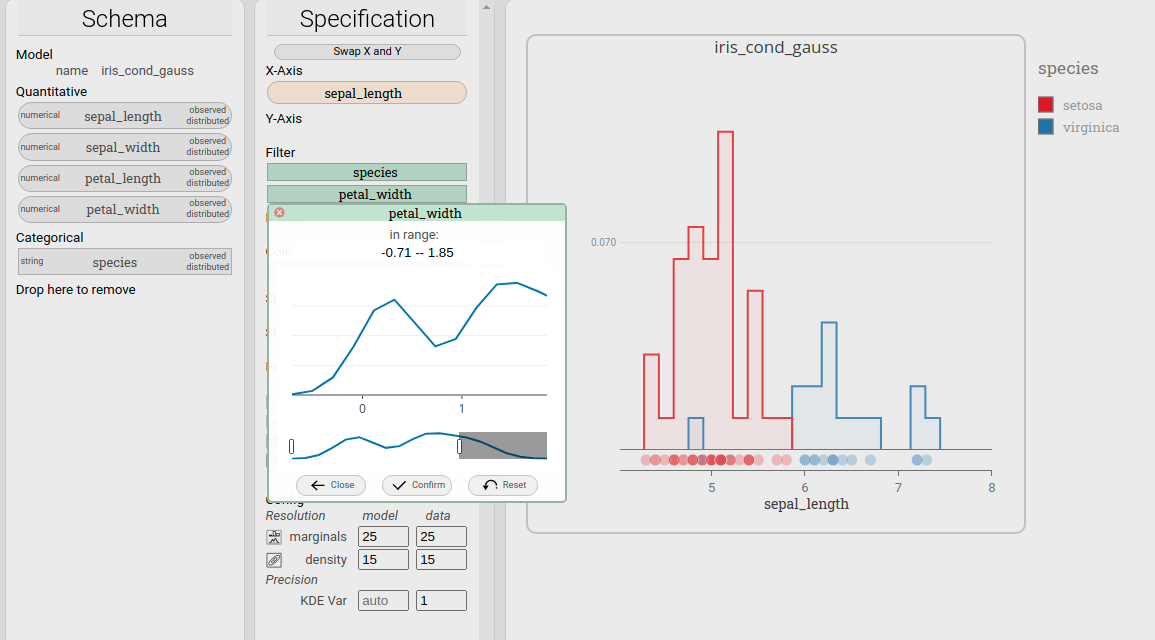 Schema
Model
name iris_cond_gauss
Quantitative
numerical sepal_length observed distributed
numerical sepal_width observed distributed
numerical petal_length observed distributed
numerical petal_width observed distributed
Categorical
string species observed distributed
Drop here to remove
Specification
Swap X and Y
X-Axis
sepal_length
Y-Axis
Filter
species
petal_width
petal_width
in range:
-0.71 -- 1.85
0 1
Close Confirm Reset
Resolution model data
marginals 25 25
density 15 15
Precision
KDE Var auto 1
iris_cond_gauss
0.070
5 6 7 8
sepal_length
species
setosa
virginica